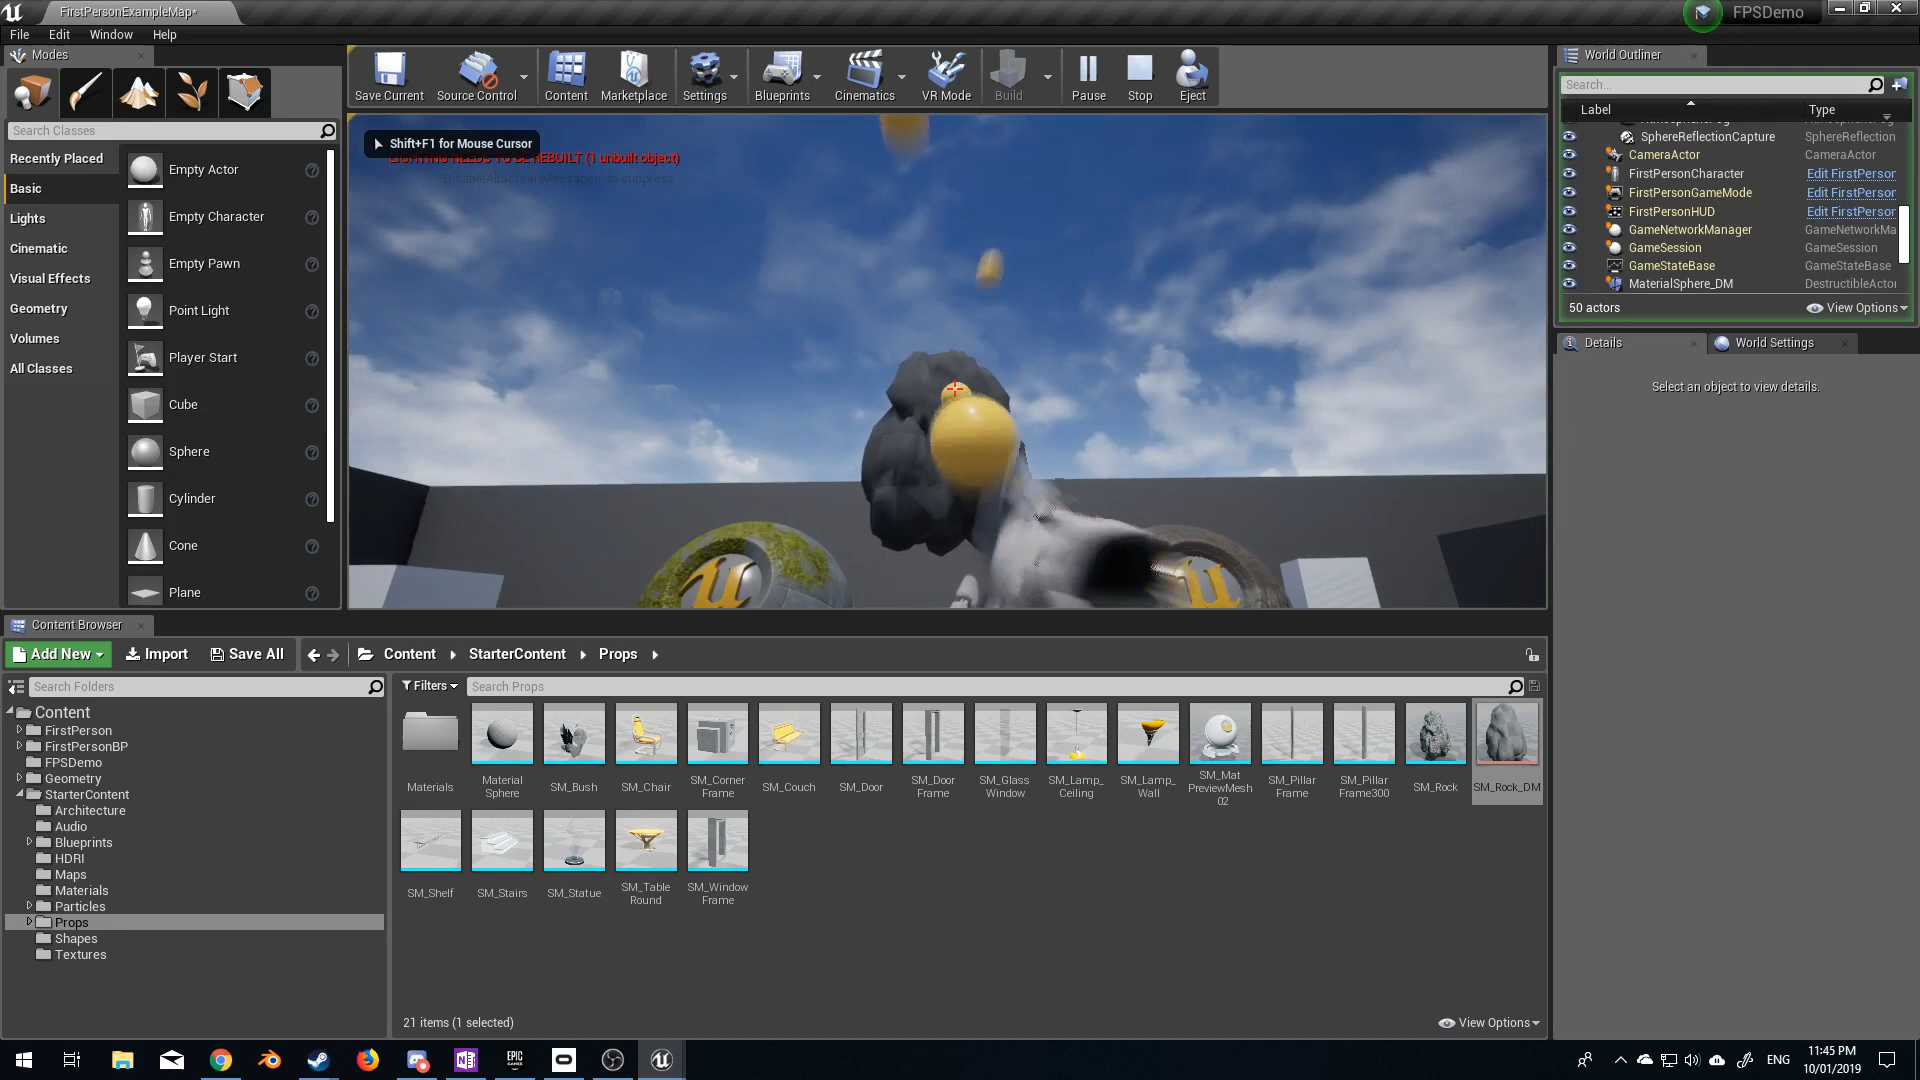 FirstPersonExampleMap*
FPSDemo
File Edit Window Help
Modes
Search Classes
Recently Placed
Basic
Lights
Cinematic
Visual Effects
Geometry
Volumes
All Classes
Empty Actor
Empty Character
Empty Pawn
Point Light
Player Start
Cube
Sphere
Cylinder
Cone
Plane
Save Current
Source Control
Content
Marketplace
Settings
Blueprints
Cinematics
VR Mode
Build
Pause
Stop
Eject
Shift+F1 for Mouse Cursor
LIGHTING NEEDS TO BE REBUILT (1 unbuilt object)
'DisableAllScreenMessages' to suppress
World Outliner
Search...
Label Type
SphereReflectionCapture SphereReflection
CameraActor CameraActor
FirstPersonCharacter Edit FirstPerson
FirstPersonGameMode Edit FirstPerson
FirstPersonHUD Edit FirstPerson
GameNetworkManager GameNetworkMa
GameSession GameSession
GameStateBase GameStateBase
MaterialSphere_DM DestructibleActor
50 actors
View Options
Details
World Settings
Select an object to view details.
Content Browser
Add New
Import
Save All
Content
StarterContent
Props
Search Folders
Filters
Search Props
Content
FirstPerson
FirstPersonBP
FPSDemo
Geometry
StarterContent
Architecture
Audio
Blueprints
HDRI
Maps
Materials
Particles
Props
Shapes
Textures
Materials
Material
Sphere
SM_Bush
SM_Chair
SM_Corner
Frame
SM_Couch
SM_Door
SM_Door
Frame
SM_Glass
Window
SM_Lamp_
Ceiling
SM_Lamp_
Wall
SM_Mat
PreviewMesh
02
SM_Pillar
Frame
SM_Pillar
Frame300
SM_Rock
SM_Rock_DM
SM_Shelf
SM_Stairs
SM_Statue
SM_Table
Round
SM_Window
Frame
21 items (1 selected)
View Options
EPIC
GAMES
ENG
11:45 PM
10/01/2019